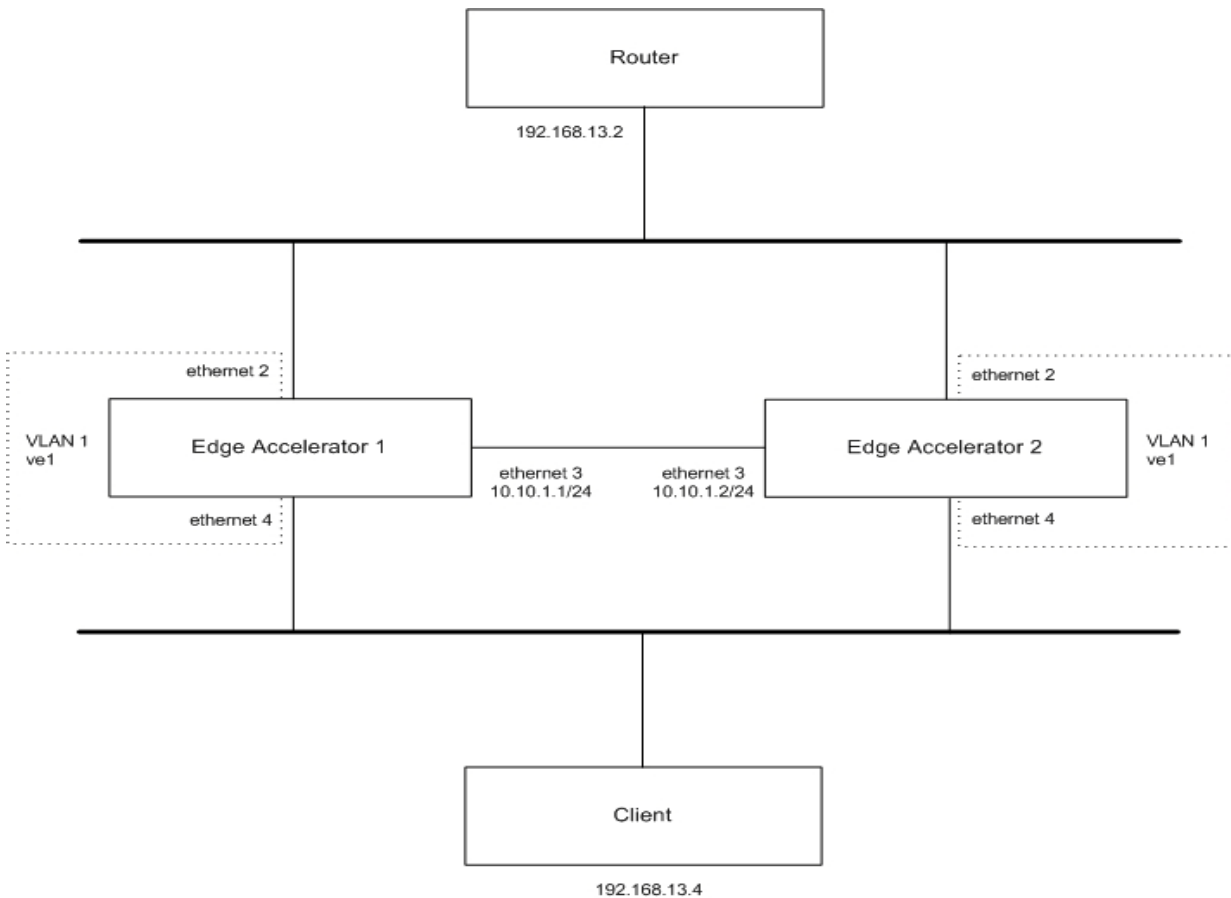 Router
192.168.13.2
ethernet 2
ethernet 2
VLAN 1
ve1
Edge Accelerator 1
Edge Accelerator 2
VLAN 1
ve1
ethernet 3
10.10.1.1/24
ethernet 3
10.10.1.2/24
ethernet 4
ethernet 4
Client
192.168.13.4